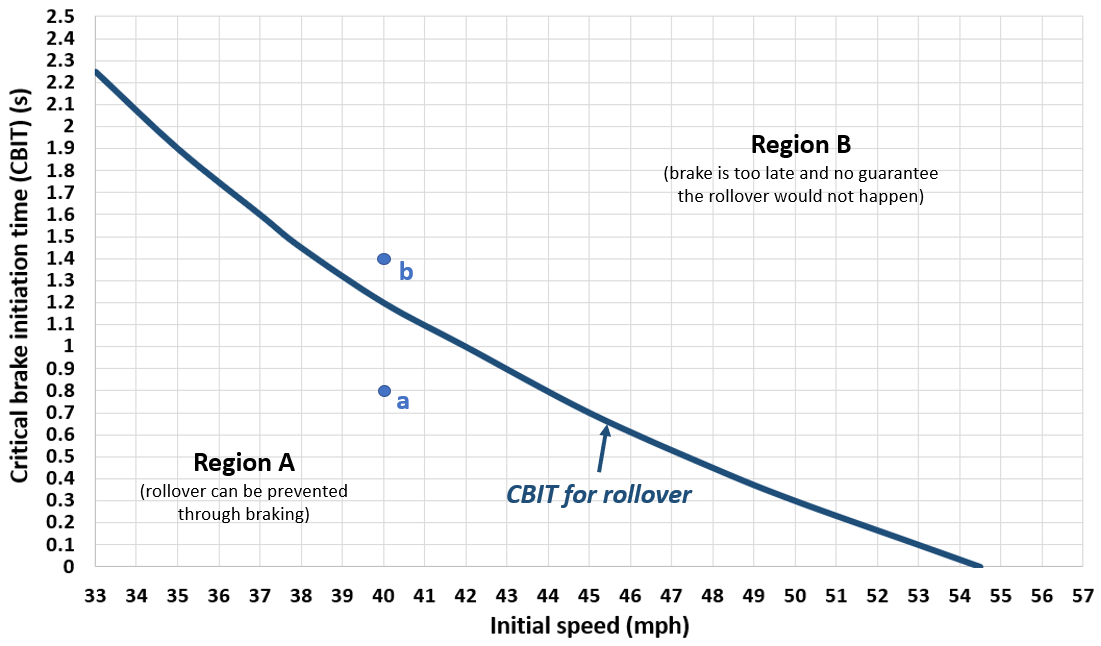 Critical brake initiation time (CBIT) (s)
2.5
2.4
2.3
2.2
2.1
2
1.9
1.8
1.7
1.6
1.5
1.4
1.3
1.2
1.1
1
0.9
0.8
0.7
0.6
0.5
0.4
0.3
0.2
0.1
0
Region B
(brake is too late and no guarantee
the rollover would not happen)
b
a
Region A
(rollover can be prevented
through braking)
CBIT for rollover
33 34 35 36 37 38 39 40 41 42 43 44 45 46 47 48 49 50 51 52 53 54 55 56 57
Initial speed (mph)